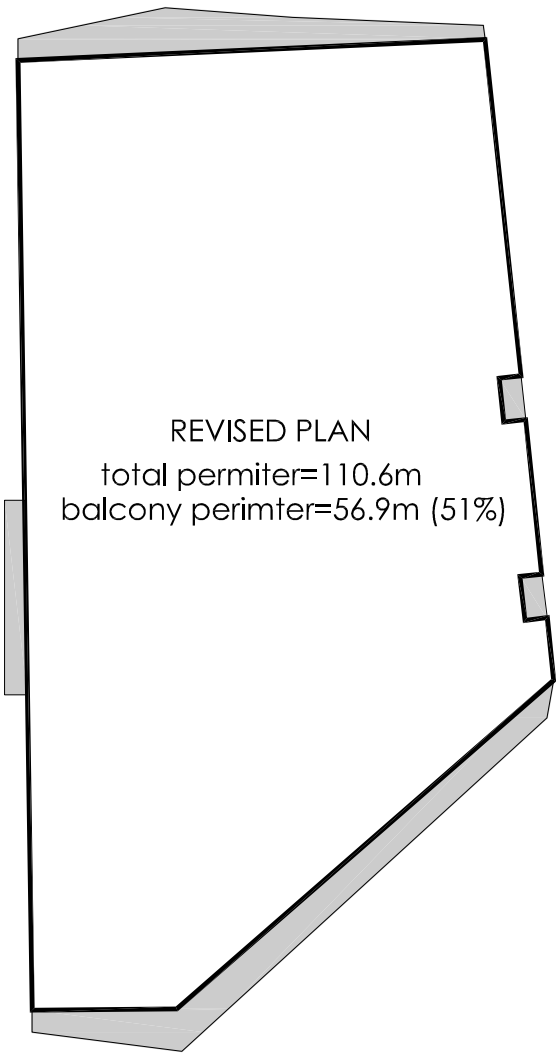 REVISED PLAN
total permiter=110.6m
balcony perimter=56.9m (51%)